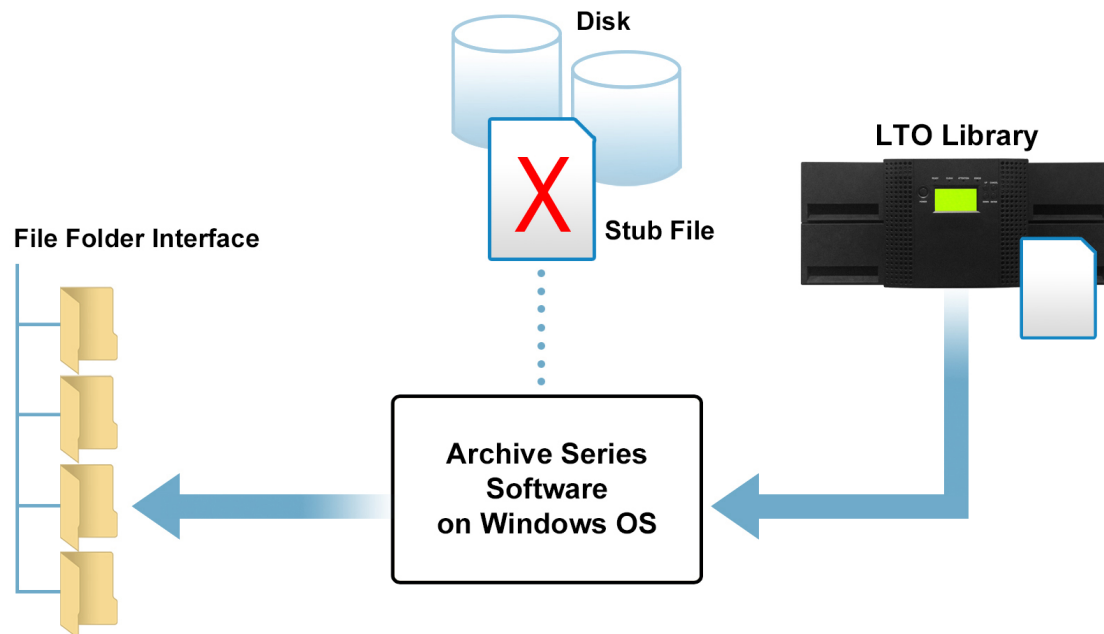 Disk
LTO Library
Stub File
File Folder Interface
X
Archive Series
Software
on Windows OS